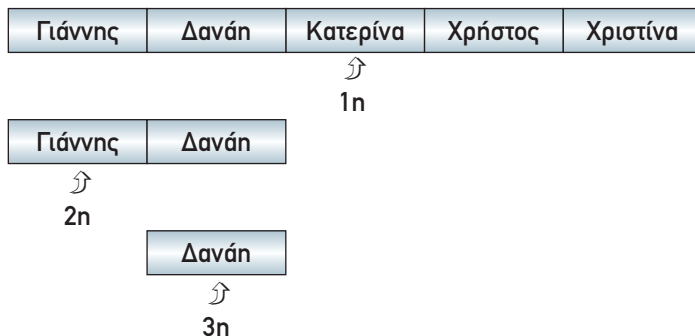 Γιάννης Δανάη Κατερίνα Χρήστος Χριστίνα
1η
Γιάννης Δανάη
2η
Δανάη
3η